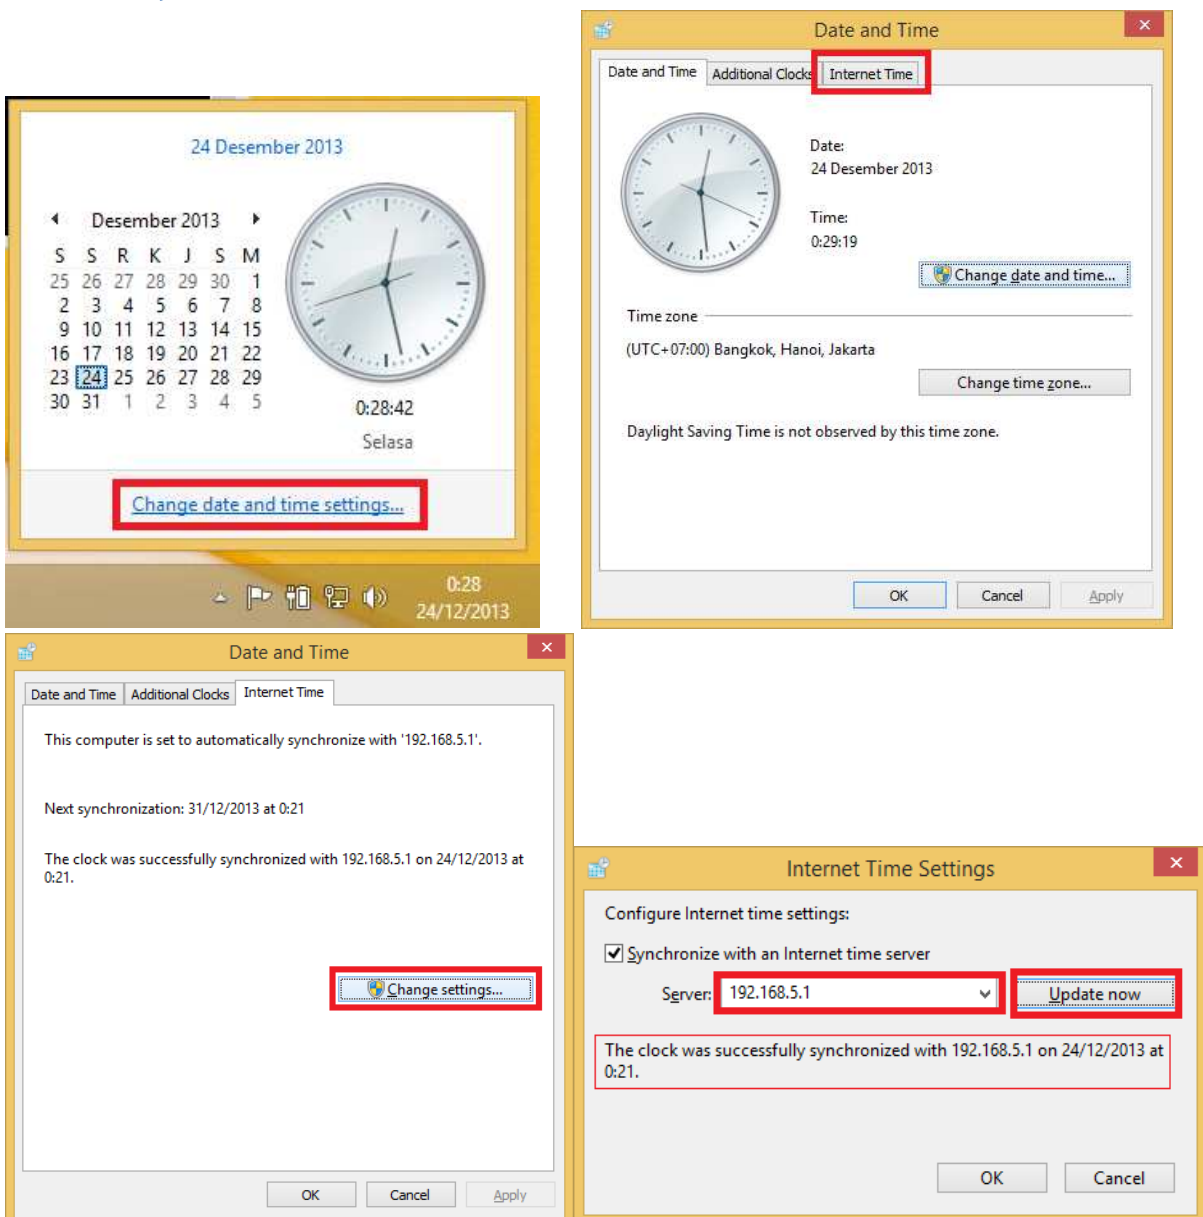 24 Desember 2013
Desember 2013
S S R K J S M
25 26 27 28 29 30 1
2 3 4 5 6 7 8
9 10 11 12 13 14 15
16 17 18 19 20 21 22
23 24 25 26 27 28 29
30 31 1 2 3 4 5
0:28:42
Selasa
Change date and time settings...
0:28
24/12/2013
Date and Time
Date and Time Additional Clocks Internet Time
Date:
24 Desember 2013
Time:
0:29:19
Change date and time...
Time zone
(UTC+07:00) Bangkok, Hanoi, Jakarta
Change time zone...
Daylight Saving Time is not observed by this time zone.
OK Cancel Apply
Date and Time
Date and Time Additional Clocks Internet Time
This computer is set to automatically synchronize with '192.168.5.1'.
Next synchronization: 31/12/2013 at 0:21
The clock was successfully synchronized with 192.168.5.1 on 24/12/2013 at
0:21.
Change settings...
OK Cancel Apply
Internet Time Settings
Configure Internet time settings:
Synchronize with an Internet time server
Server: 192.168.5.1 Update now
The clock was successfully synchronized with 192.168.5.1 on 24/12/2013 at
0:21.
OK Cancel